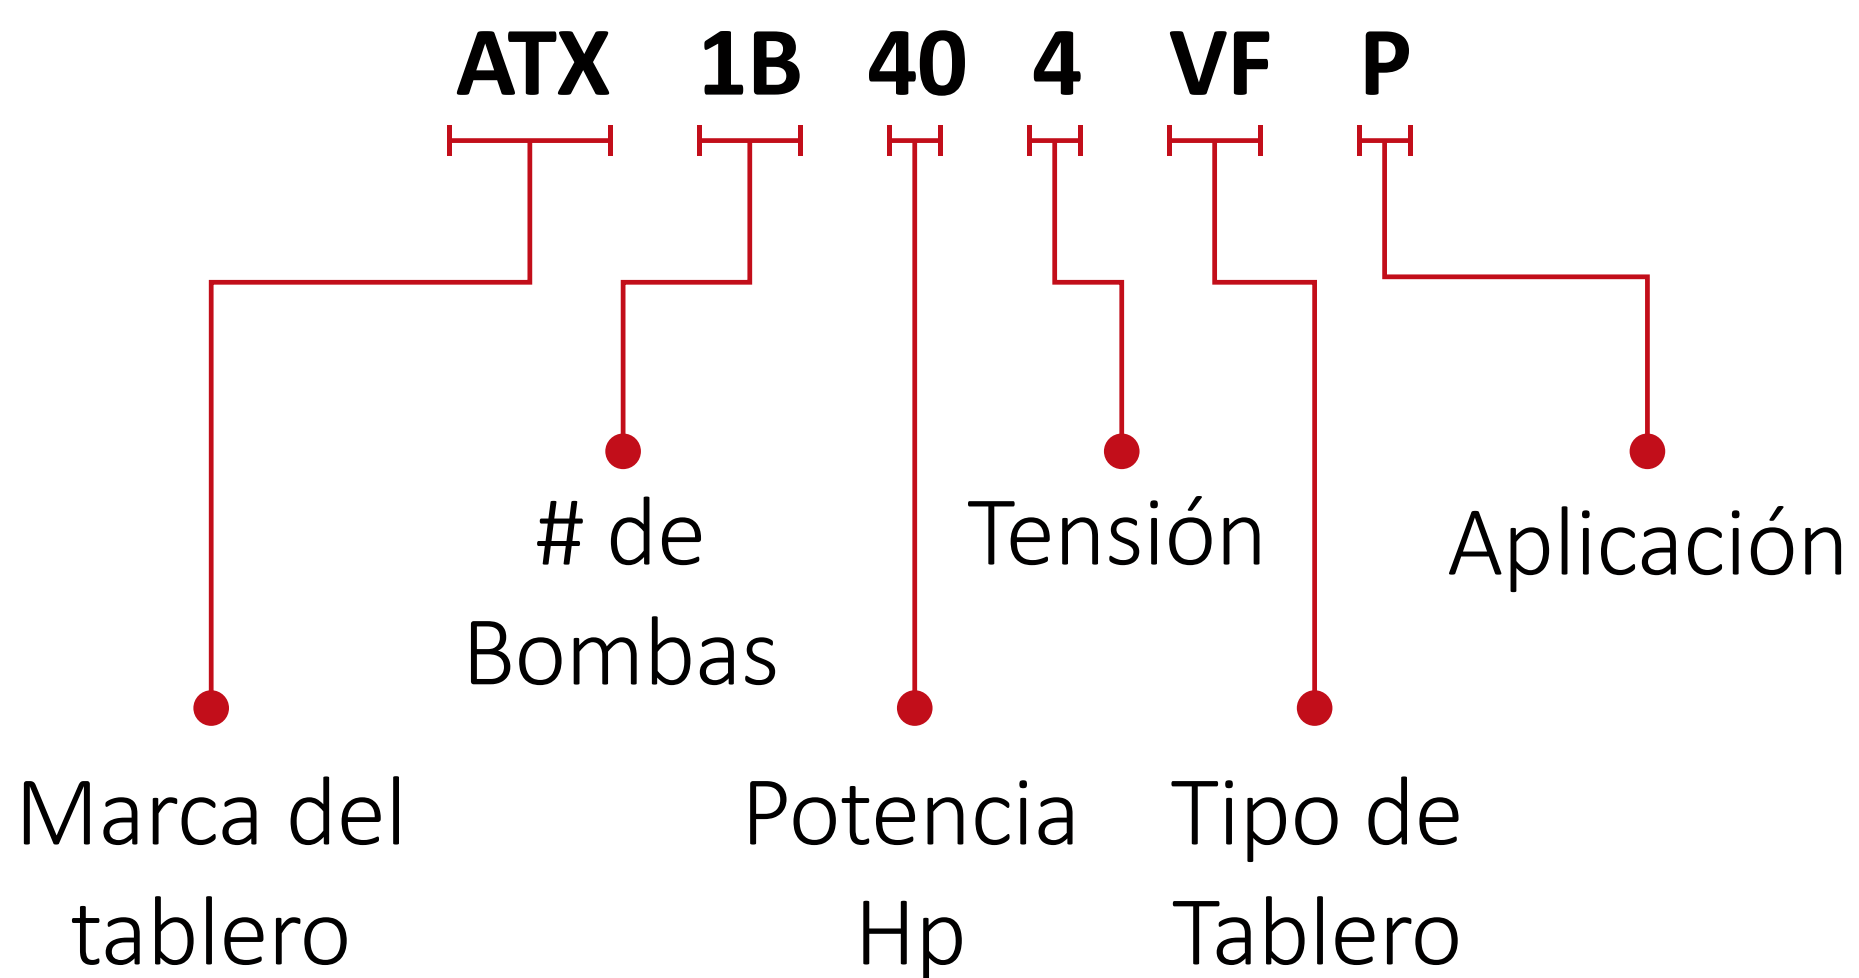 ATX 1B 40 4 VF P
# de
Bombas
Tensión
Aplicación
Marca del
tablero
Potencia
Hp
Tipo de
Tablero